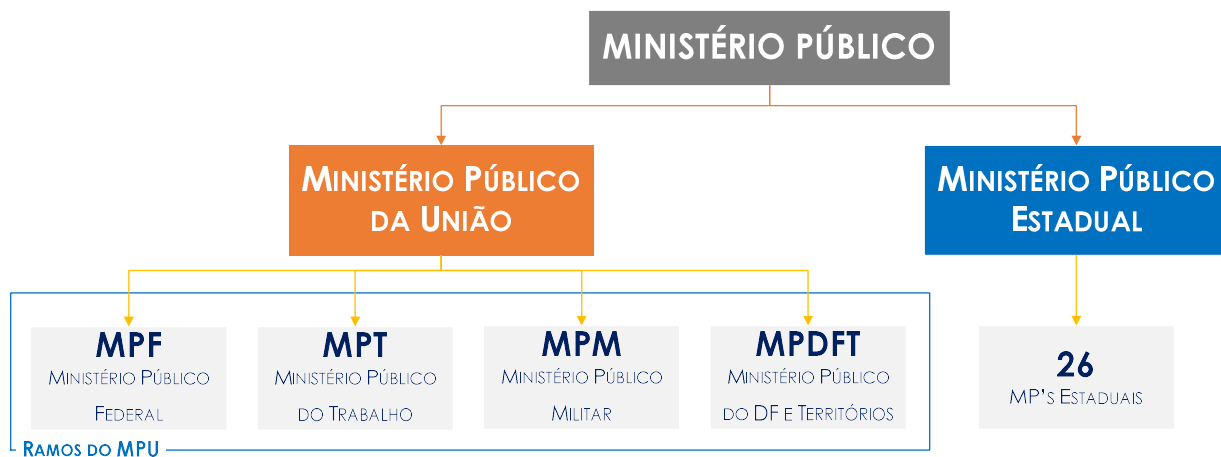 MINISTÉRIO PÚBLICO
MINISTÉRIO PÚBLICO
DA UNIÃO
MINISTÉRIO PÚBLICO
ESTADUAL
MPF
MINISTÉRIO PÚBLICO
FEDERAL
MPT
MINISTÉRIO PÚBLICO
DO TRABALHO
MPM
MINISTÉRIO PÚBLICO
MILITAR
MPDFT
MINISTÉRIO PÚBLICO
DO DF E TERRITÓRIOS
26
MP'S ESTADUAIS
RAMOS DO MPU